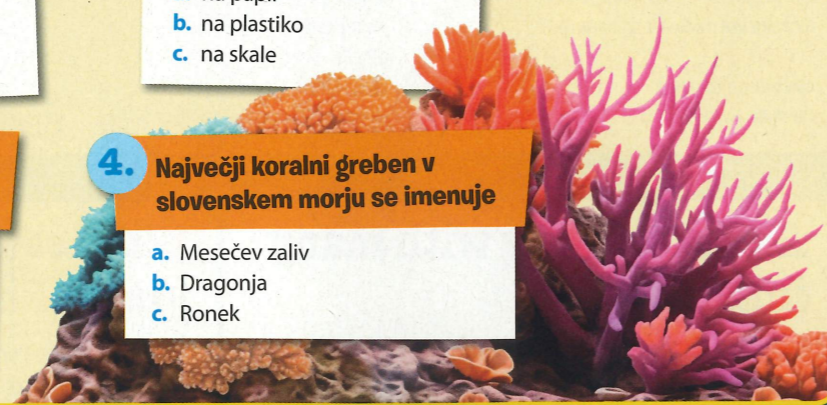 b. na plastiko
c. na skale
4. Največji koralni greben v
slovenskem morju se imenuje
a. Mesečev zaliv
b. Dragonja
c. Ronek